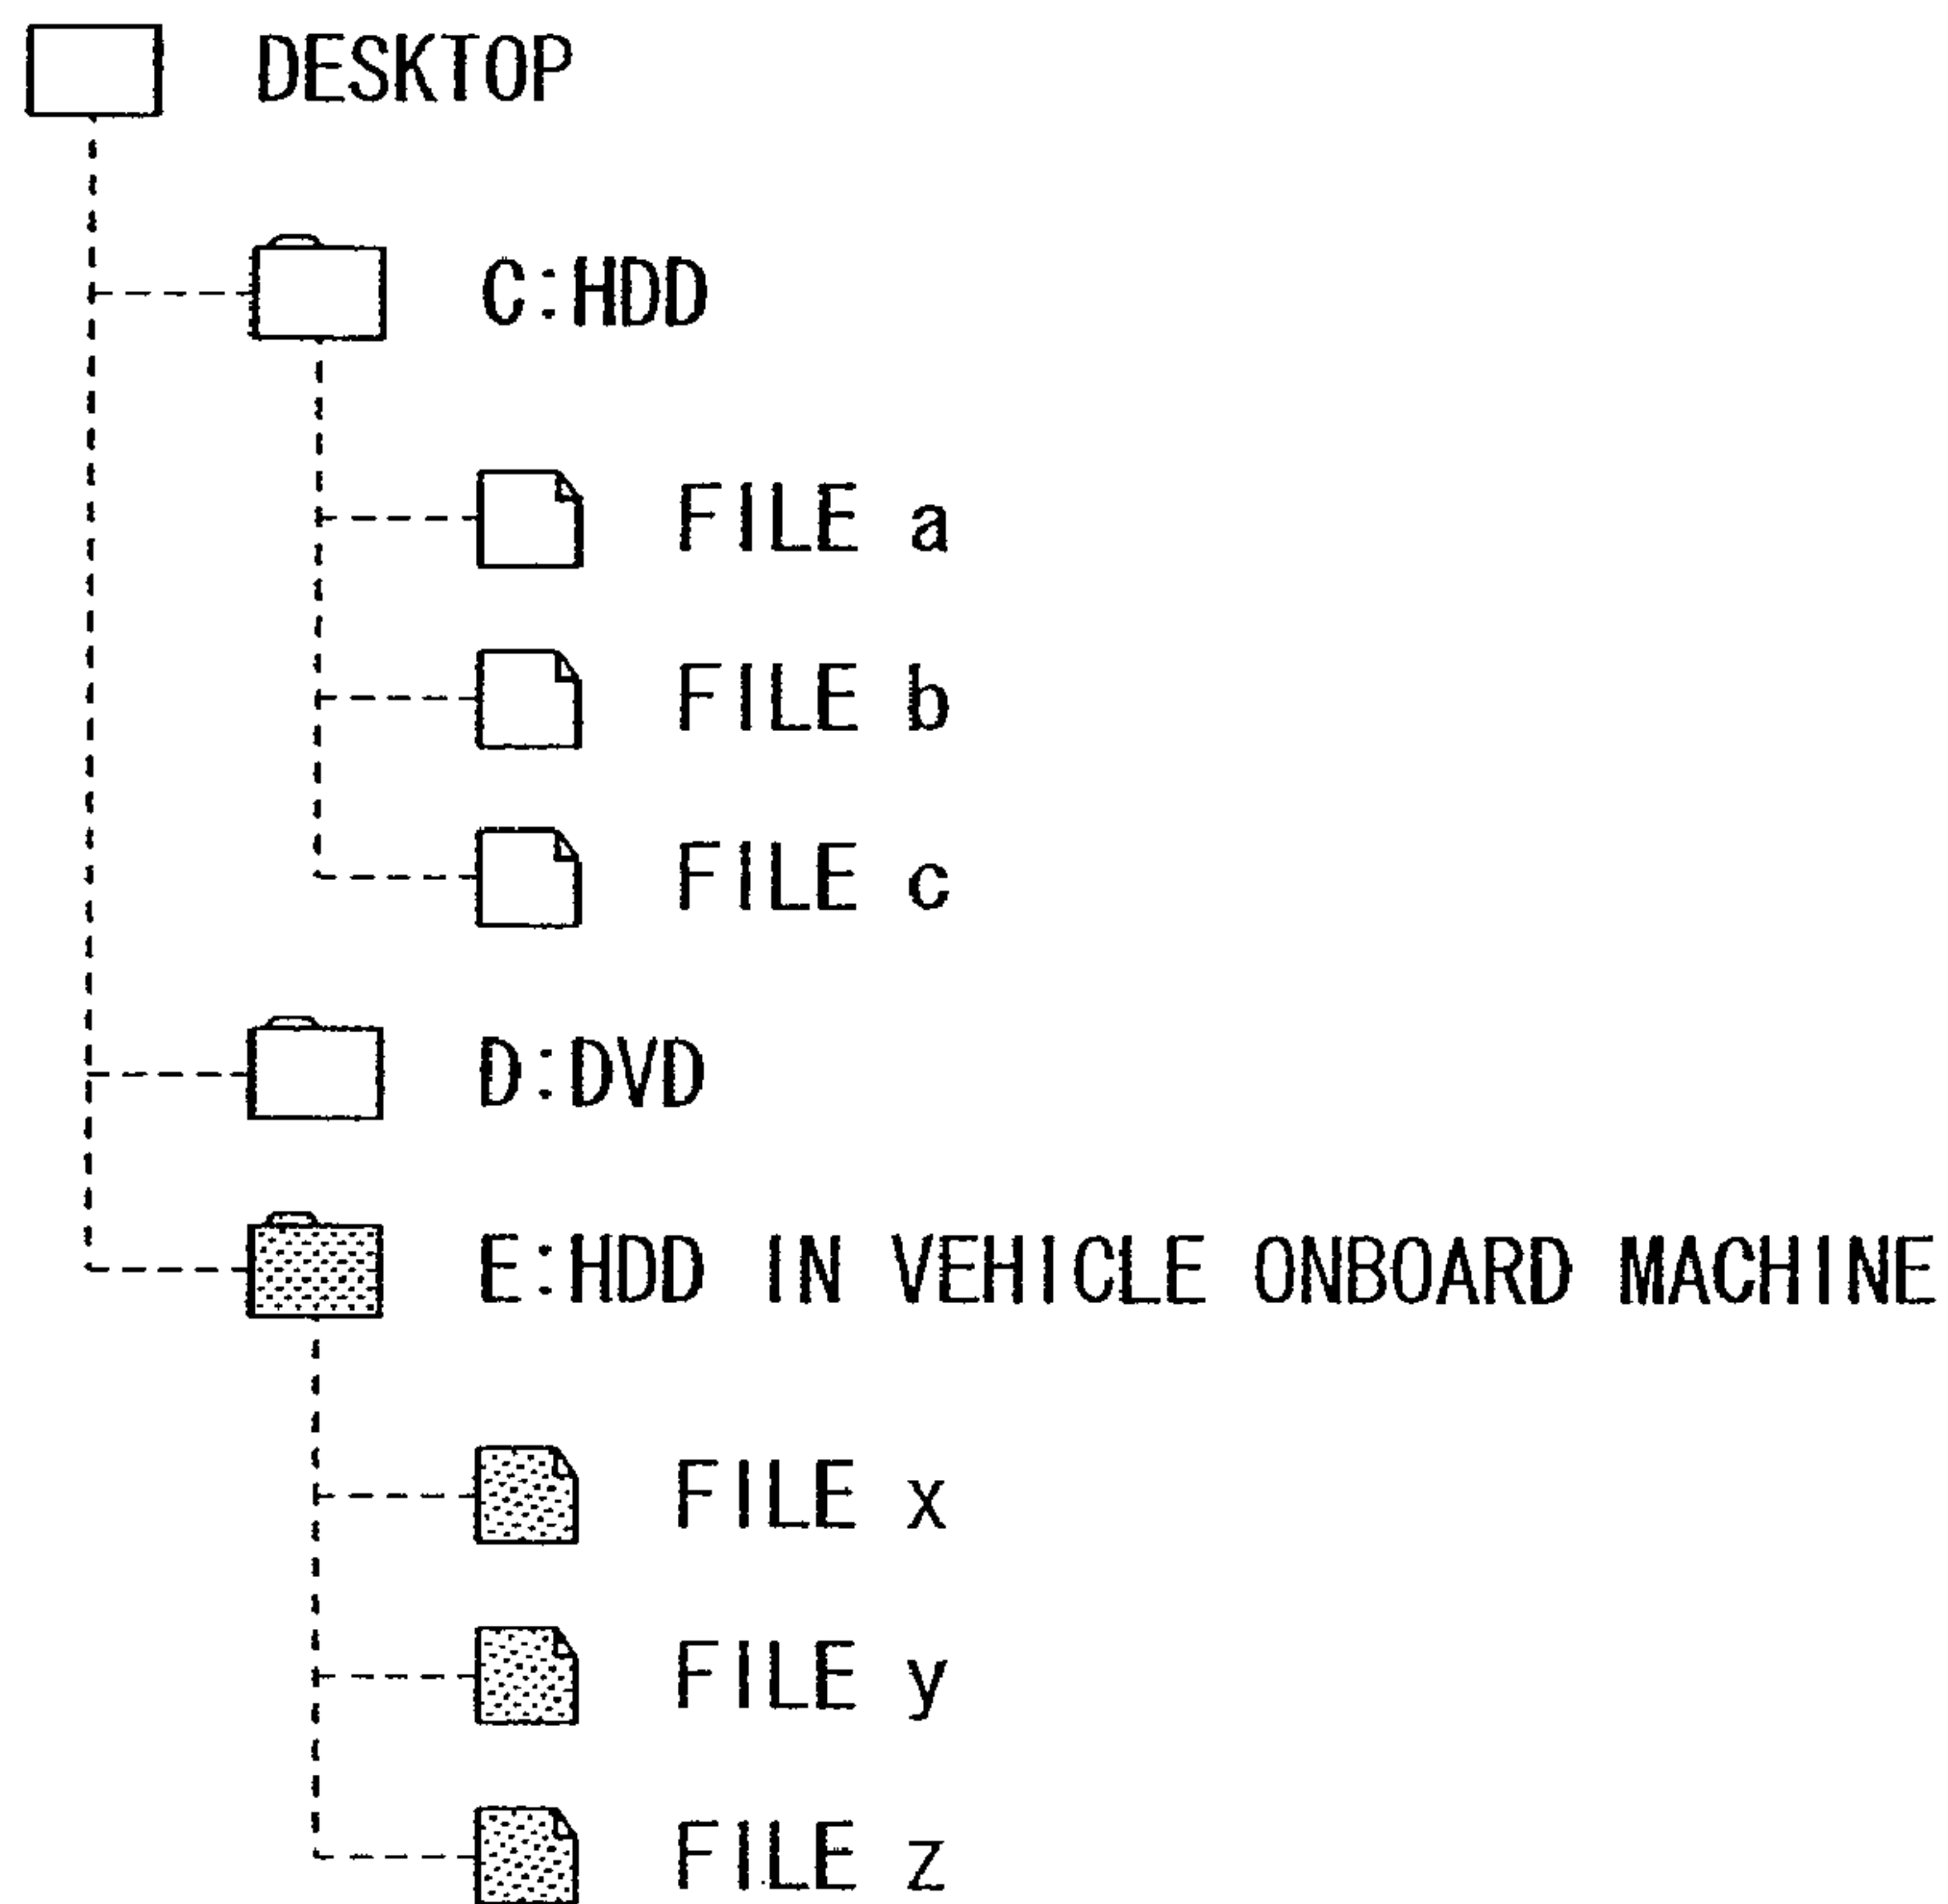 DESKTOP
C:HDD
FILE a
FILE b
FILE c
D:DVD
E:HDD IN VEHICLE ONBOARD MACHINE
FILE x
FILE y
FILE z